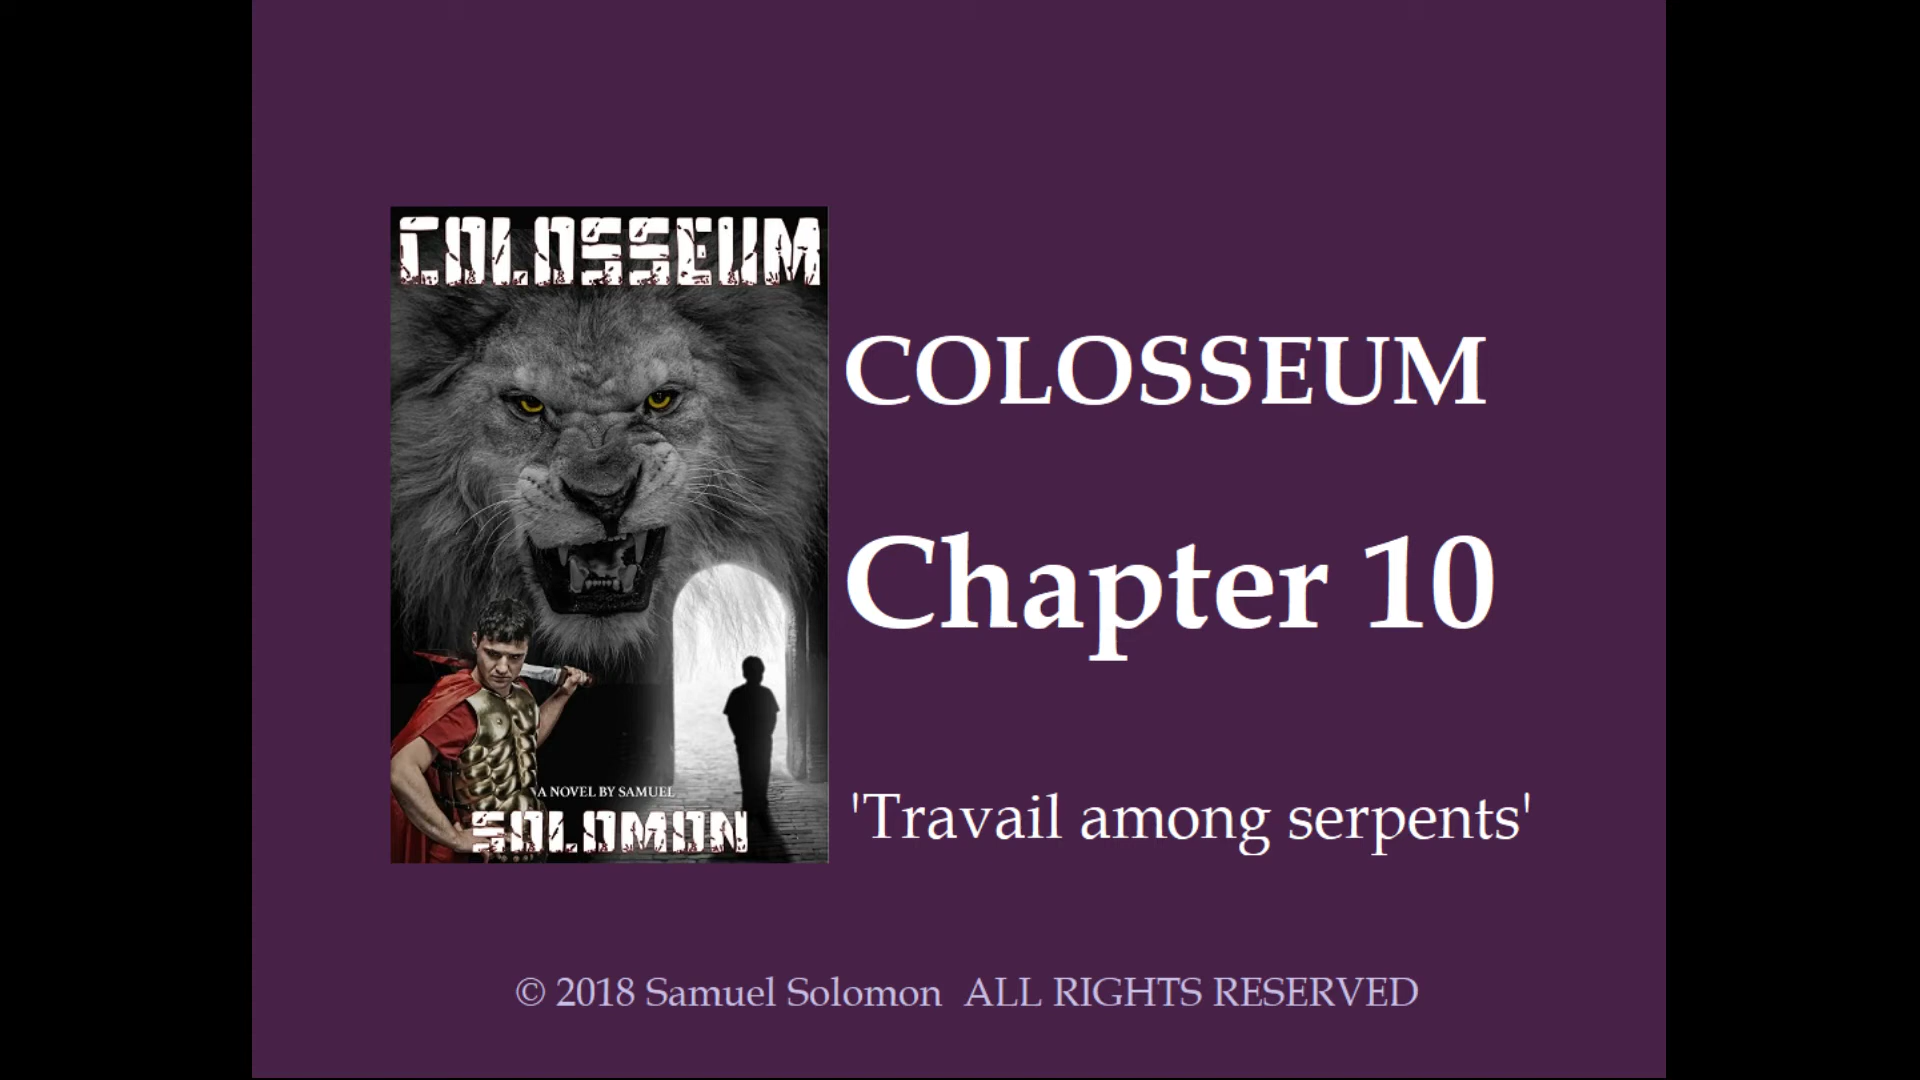 COLOSSEUM
A NOVEL BY SAMUEL
SOLOMON
COLOSSEUM
Chapter 10
'Travail among serpents'
© 2018 Samuel Solomon  ALL RIGHTS RESERVED